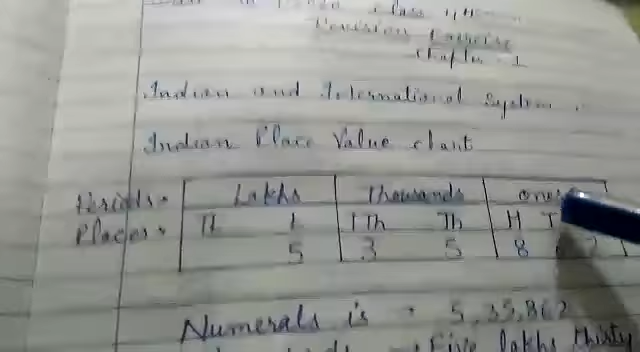 Class
Revision Exercise
Chapter - 1
Indian and International System.
Indian Place Value chart
Periods Lakhs Thousands ones
Places TL L TTh Th H T
5 3 5 8
Numerals is 5,35,862
Five lakhs thirty